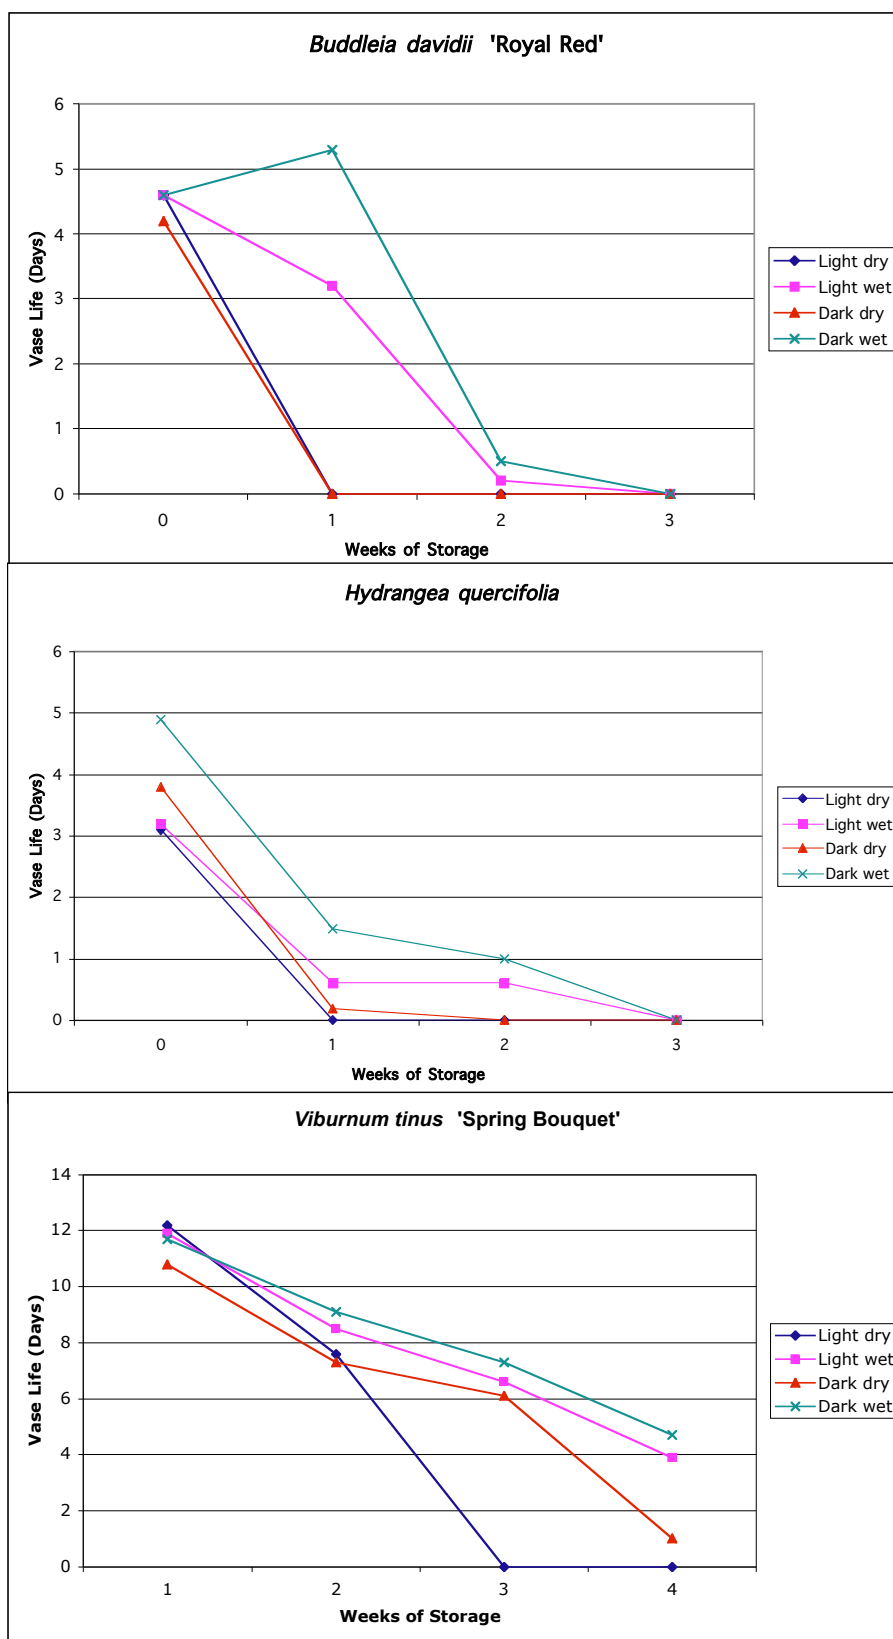 Buddleia davidii 'Royal Red'
6
5
4
3
2
1
0
Vase Life (Days)
0 1 2 3
Weeks of Storage
Light dry
Light wet
Dark dry
Dark wet
Hydrangea quercifolia
6
5
4
3
2
1
0
Vase Life (Days)
0 1 2 3
Weeks of Storage
Light dry
Light wet
Dark dry
Dark wet
Viburnum tinus 'Spring Bouquet'
14
12
10
8
6
4
2
0
Vase Life (Days)
1 2 3 4
Weeks of Storage
Light dry
Light wet
Dark dry
Dark wet